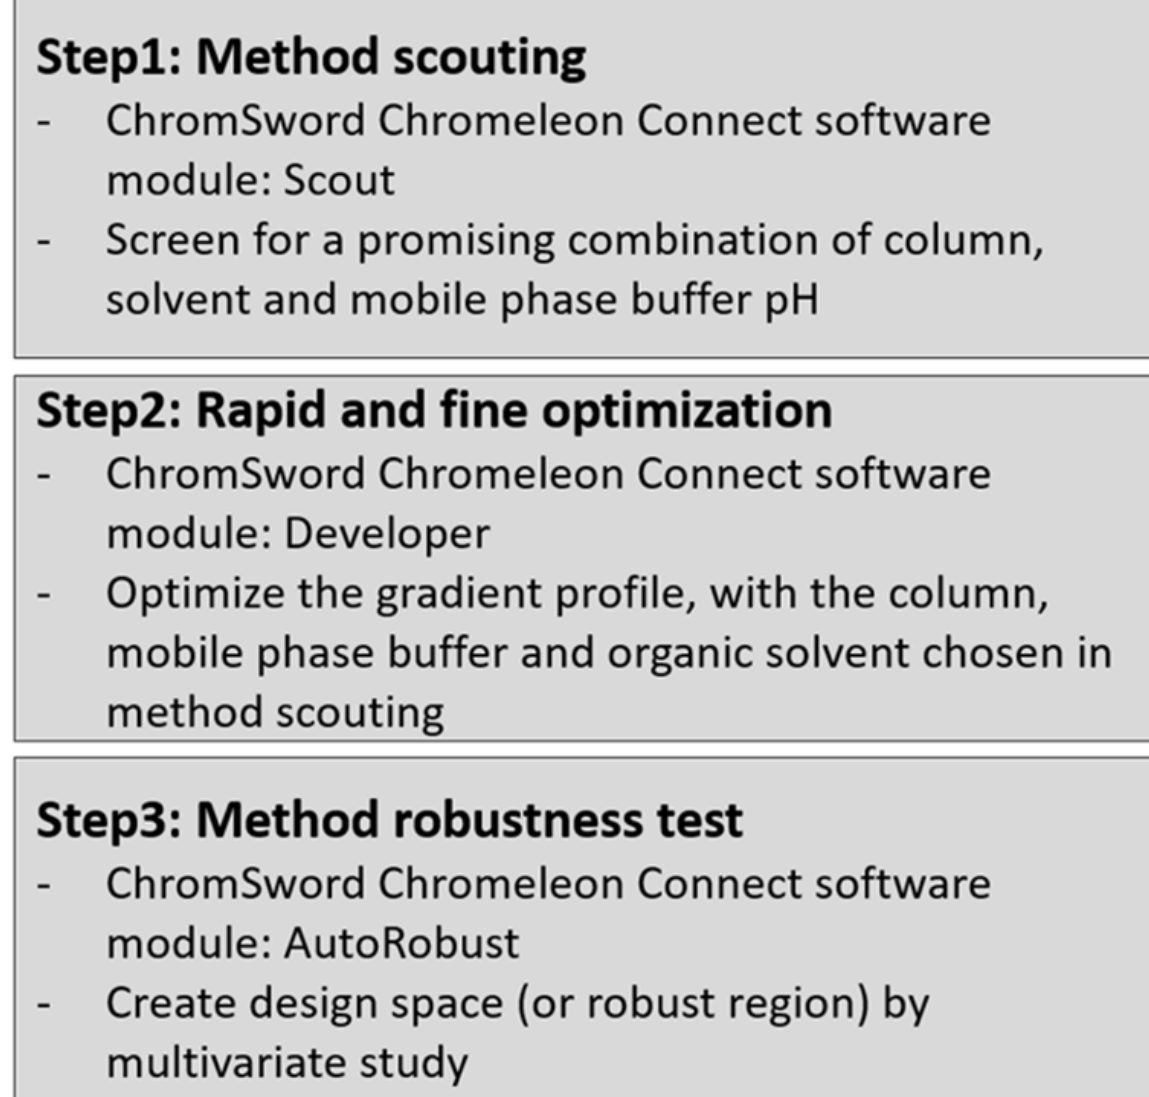 Step1: Method scouting
- ChromSword Chromeleon Connect software
module: Scout
- Screen for a promising combination of column,
solvent and mobile phase buffer pH
Step2: Rapid and fine optimization
- ChromSword Chromeleon Connect software
module: Developer
- Optimize the gradient profile, with the column,
mobile phase buffer and organic solvent chosen in
method scouting
Step3: Method robustness test
- ChromSword Chromeleon Connect software
module: AutoRobust
- Create design space (or robust region) by
multivariate study